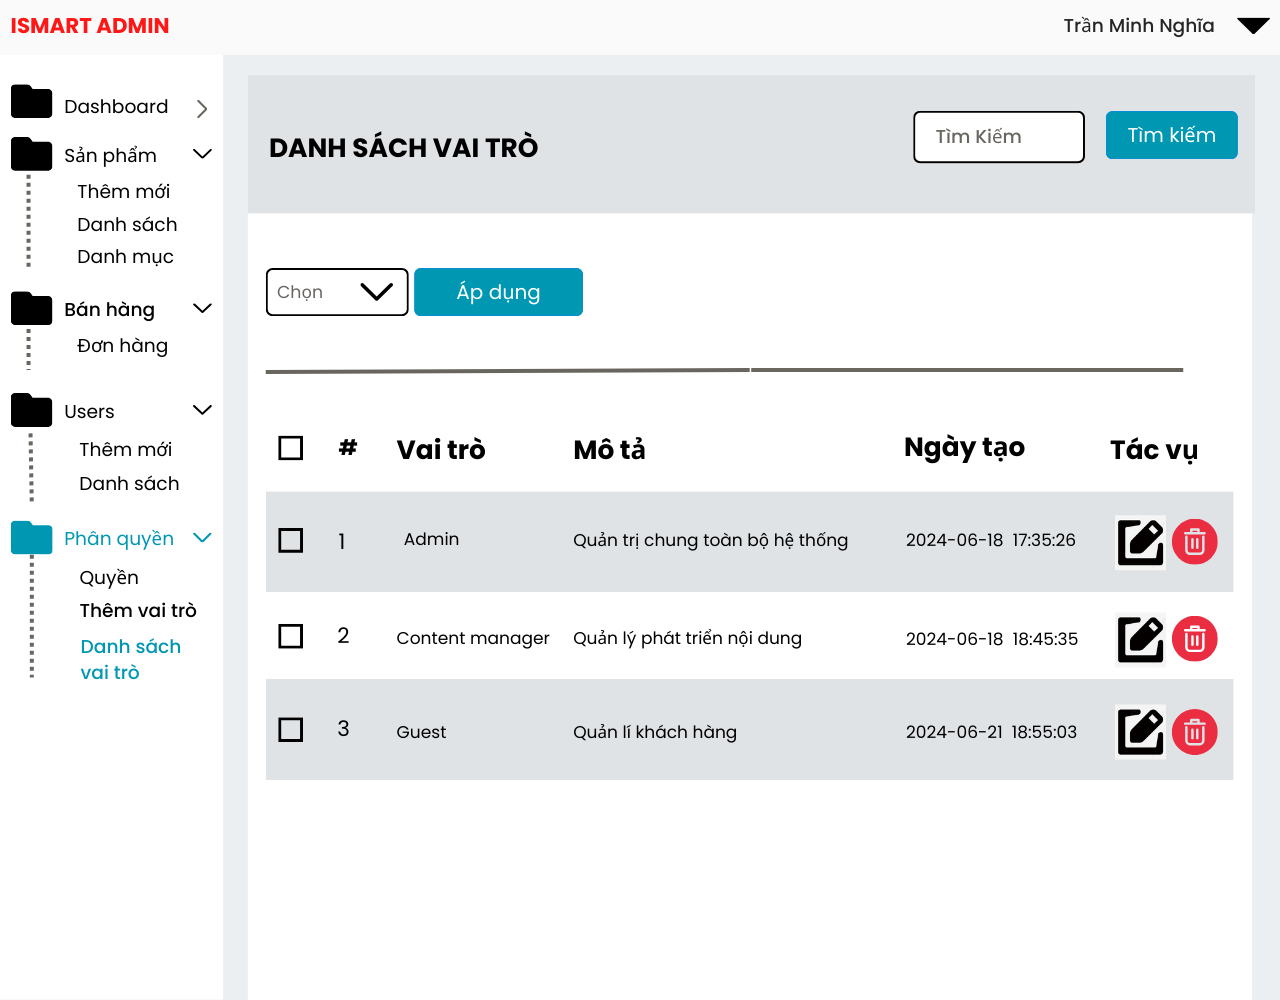 ISMART ADMIN
Trần Minh Nghĩa
Dashboard
Sản phẩm
Thêm mới
Danh sách
Danh mục
Bán hàng
Đơn hàng
Users
Thêm mới
Danh sách
Phân quyền
Quyền
Thêm vai trò
Danh sách
vai trò
DANH SÁCH VAI TRÒ
Tìm Kiếm
Tìm kiếm
Chọn
Áp dụng
# Vai trò Mô tả Ngày tạo Tác vụ
1 Admin Quản trị chung toàn bộ hệ thống 2024-06-18 17:35:26
2 Content manager Quản lý phát triển nội dung 2024-06-18 18:45:35
3 Guest Quản lí khách hàng 2024-06-21 18:55:03